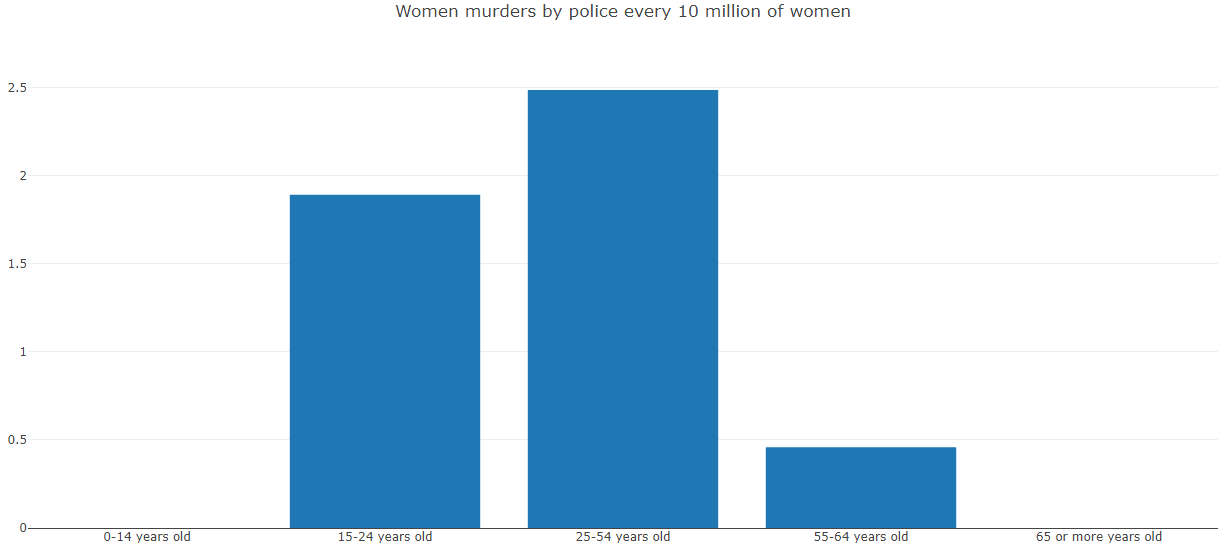 Women murders by police every 10 million of women
2.5
2
1.5
1
0.5
0
0-14 years old
15-24 years old
25-54 years old
55-64 years old
65 or more years old